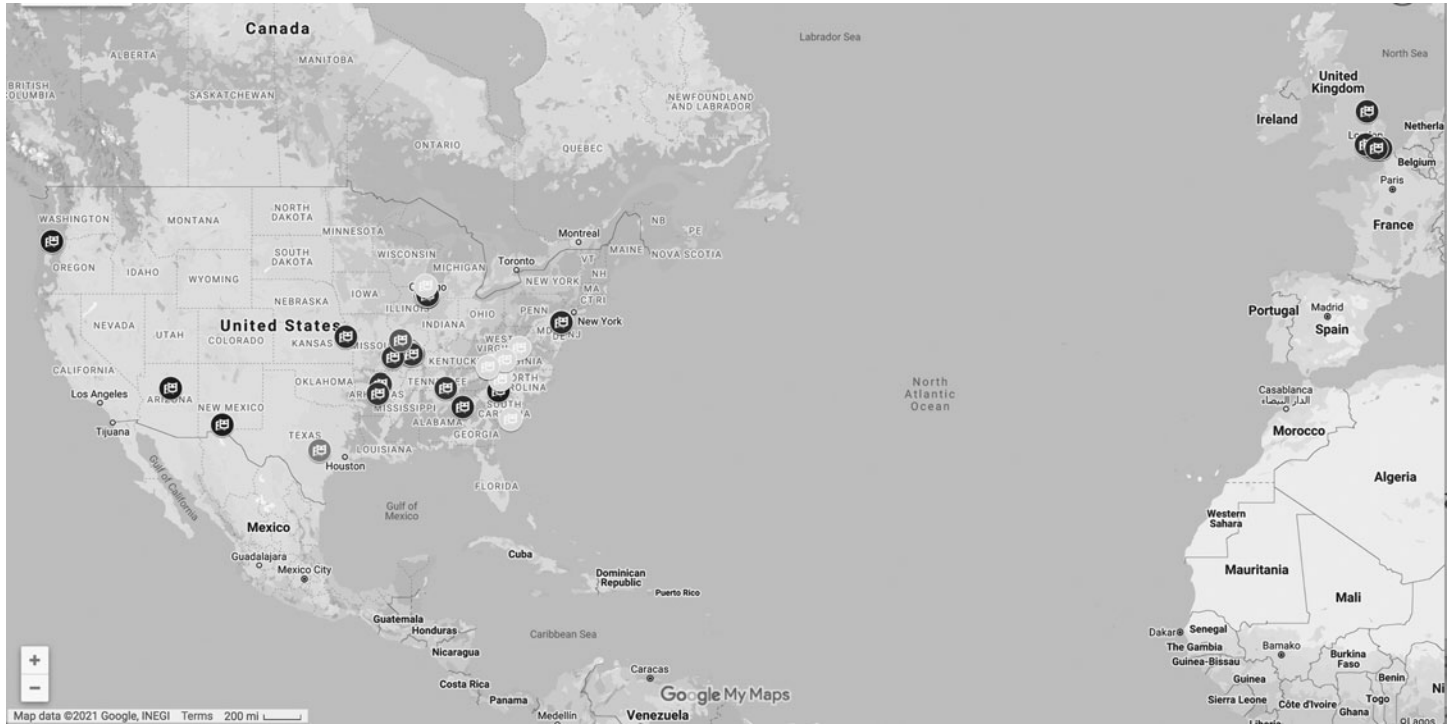 Canada
Labrador Sea
North Sea
ALBERTA
MANITOBA
United
Kingdom
BRITISH
COLUMBIA
SASKATCHEWAN
NEWFOUNDLAND
AND LABRADOR
Ireland
Netherla
ONTARIO
QUEBEC
Belgium
Paris
France
WASHINGTON
MONTANA
NORTH
DAKOTA
MINNESOTA
NB
PE
Montreal
MAINE
NOVA SCOTIA
OREGON
IDAHO
SOUTH
DAKOTA
WISCONSIN
MICHIGAN
Toronto
VT
NH
WYOMING
NEW YORK
MA
CT RI
IOWA
NEBRASKA
ILLINOIS
PENN
Portugal
Madrid
Spain
NEVADA
UTAH
United States
COLORADO
KANSAS
INDIANA
OHIO
New York
CALIFORNIA
KENTUCKY
Los Angeles
OKLAHOMA
North
Atlantic
Ocean
Casablanca
الدار البيضاء
NEW MEXICO
MISSISSIPPI
Tijuana
ALABAMA
GEORGIA
Morocco
TEXAS
LOUISIANA
Houston
Gulf of California
FLORIDA
Algeria
Gulf of
Mexico
Western
Sahara
Mexico
Cuba
Guadalajara
Mexico City
Dominican
Republic
Puerto Rico
Mauritania
Mali
Guatemala
Honduras
Caribbean Sea
Dakar
Senegal
The Gambia
Guinea-Bissau
Bamako
Burkina
Faso
Nicaragua
Caracas
Guinea
Benin
Costa Rica
Panama
Google My Maps
Sierra Leone
Côte d'Ivoire
Togo
Ghana
Ni
Map data ©2021 Google, INEGI Terms 200 mi
Medellín
Venezuela
Lagos